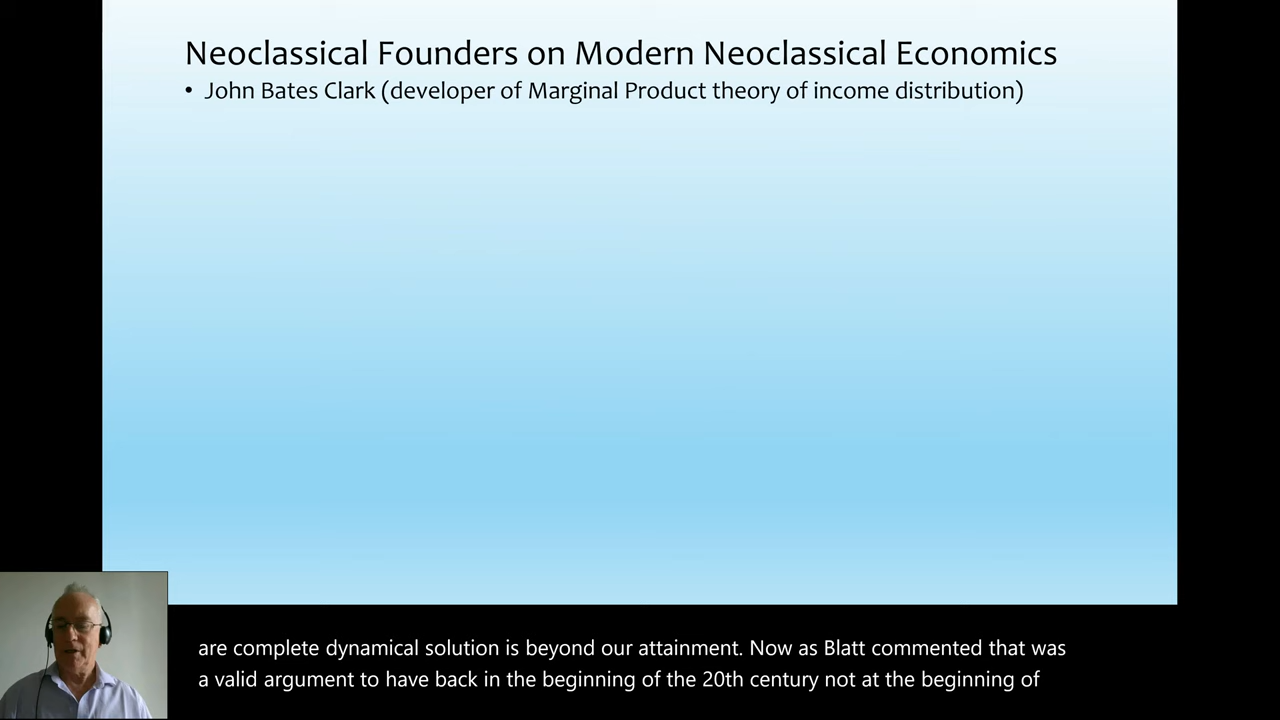 Neoclassical Founders on Modern Neoclassical Economics
• John Bates Clark (developer of Marginal Product theory of income distribution)
are complete dynamical solution is beyond our attainment. Now as Blatt commented that was
a valid argument to have back in the beginning of the 20th century not at the beginning of